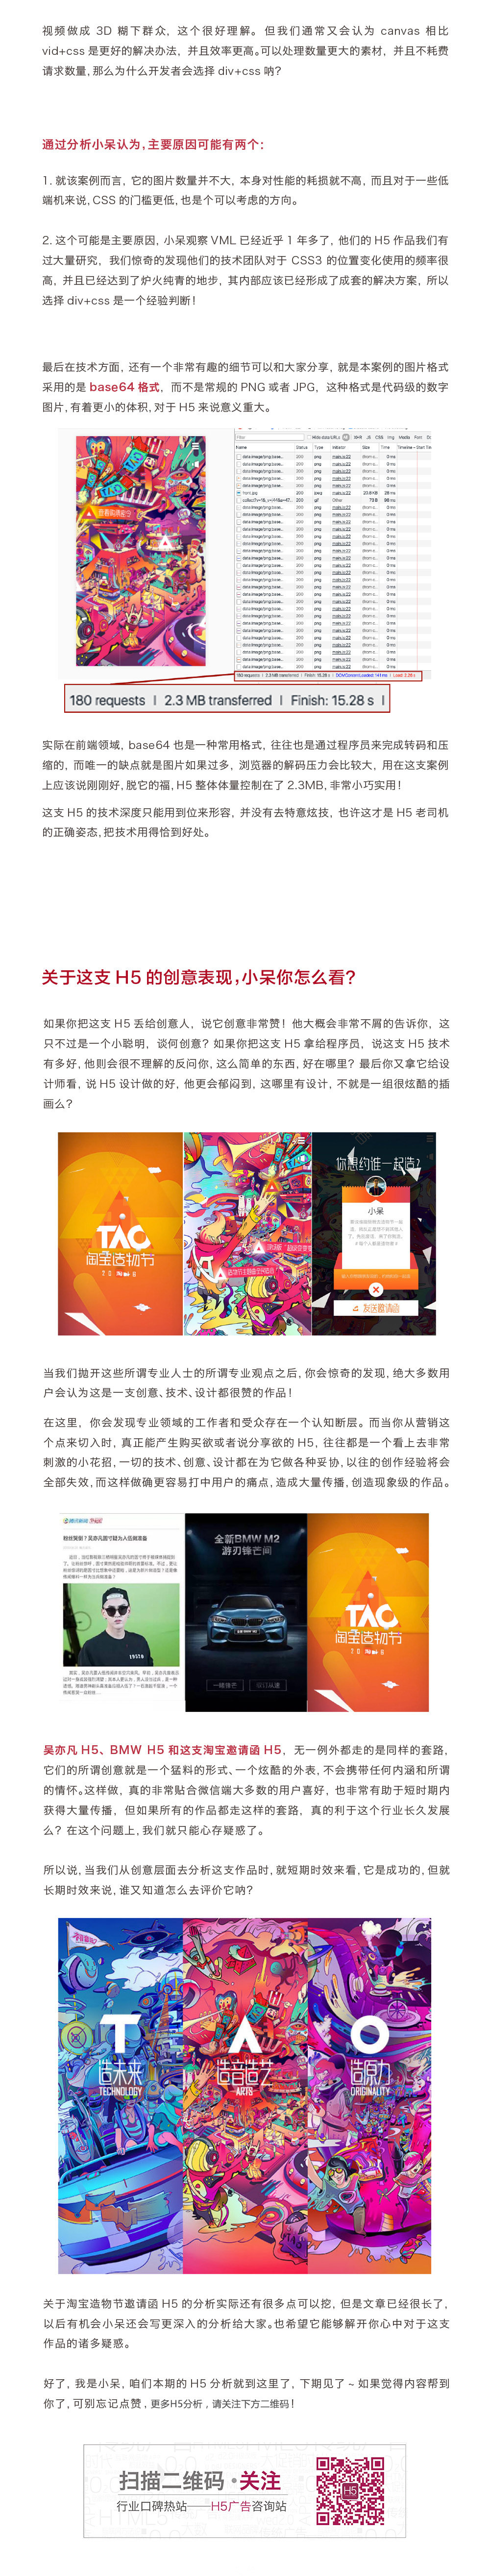 视频做成 3D 糊下群众，这个很好理解。但我们通常又会认为 canvas 相比
vid+css 是更好的解决办法，并且效率更高。可以处理数量更大的素材，并且不耗费
请求数量，那么为什么开发者会选择 div+css 呐？
通过分析小呆认为，主要原因可能有两个：
1. 就该案例而言，它的图片数量并不大，本身对性能的耗损就不高，而且对于一些低
端机来说，CSS 的门槛更低，也是个可以考虑的方向。
2. 这个可能是主要原因，小呆观察 VML 已经近乎 1 年多了，他们的 H5 作品我们有
过大量研究，我们惊奇的发现他们的技术团队对于 CSS3 的位置变化使用的频率很
高，并且已经达到了炉火纯青的地步，其内部应该已经形成了成套的解决方案，所以
选择 div+css 是一个经验判断！
最后在技术方面，还有一个非常有趣的细节可以和大家分享，就是本案例的图片格式
采用的是 base64 格式，而不是常规的 PNG 或者 JPG，这种格式是代码级的数字
图片，有着更小的体积，对于 H5 来说意义重大。
180 requests | 2.3 MB transferred | Finish: 15.28 s |
实际在前端领域，base64 也是一种常用格式，往往也是通过程序员来完成转码和压
缩的，而唯一的缺点就是图片如果过多，浏览器的解码压力会比较大，用在这支案例
上应该说刚刚好，脱它的福，H5 整体体量控制在了 2.3MB，非常小巧实用！
这支 H5 的技术深度只能用到位来形容，并没有去特意炫技，也许这才是 H5 老司机
的正确姿态，把技术用得恰到好处。
关于这支 H5 的创意表现，小呆你怎么看？
如果你把这支 H5 丢给创意人，说它创意非常赞！他大概会非常不屑的告诉你，这
只不过是一个小聪明，谈何创意？如果你把这支 H5 拿给程序员，说这支 H5 技术
有多好，他则会很不理解的反问你，这么简单的东西，好在哪里？最后你又拿它给设
计师看，说 H5 设计做的好，他更会郁闷到，这哪里有设计，不就是一组很炫酷的插
画么？
TAO
淘宝造物节
你想约谁一起造？
小呆
发送邀请函
当我们抛开这些所谓专业人士的所谓专业观点之后，你会惊奇的发现，绝大多数用
户会认为这是一支创意、技术、设计都很赞的作品！
在这里，你会发现专业领域的工作者和受众存在一个认知断层。而当你从营销这
个点来切入时，真正能产生购买欲或者说分享欲的 H5，往往都是一个看上去非常
刺激的小花招，一切的技术、创意、设计都在为它做各种妥协，以往的创作经验将会
全部失效，而这样做确更容易打中用户的痛点，造成大量传播，创造现象级的作品。
全新BMW M2
游刃锋芒间
TAO
淘宝造物节
吴亦凡 H5、BMW H5 和这支淘宝邀请函 H5，无一例外都走的是同样的套路，
它们的所谓创意就是一个猛料的形式、一个炫酷的外表，不会携带任何内涵和所谓
的情怀。这样做，真的非常贴合微信端大多数的用户喜好，也非常有助于短时期内
获得大量传播，但如果所有的作品都走这样的套路，真的利于这个行业长久发展
么？在这个问题上，我们就只能心存疑惑了。
所以说，当我们从创意层面去分析这支作品时，就短期时效来看，它是成功的，但就
长期时效来说，谁又知道怎么去评价它呐？
T A O
造未来 造音造艺 造原力
TECHNOLOGY ARTS ORIGINALITY
关于淘宝造物节邀请函 H5 的分析实际还有很多点可以挖，但是文章已经很长了，
以后有机会小呆还会写更深入的分析给大家。也希望它能够解开你心中对于这支
作品的诸多疑惑。
好了，我是小呆，咱们本期的 H5 分析就到这里了，下期见了 ~ 如果觉得内容帮到
你了，可别忘记点赞，更多H5分析，请关注下方二维码！
扫描二维码·关注
行业口碑热站——H5广告咨询站
H5